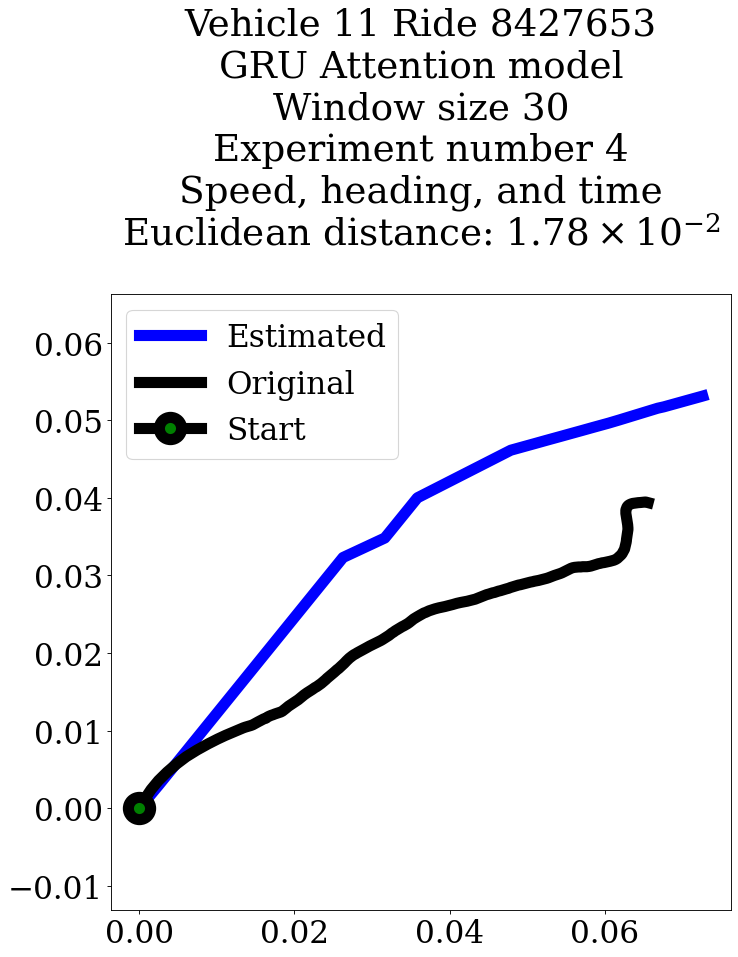 Vehicle 11 Ride 8427653
GRU Attention model
Window size 30
Experiment number 4
Speed, heading, and time
Euclidean distance: 1.78 × 10⁻²
Estimated
Original
Start
0.06
0.05
0.04
0.03
0.02
0.01
0.00
−0.01
0.00 0.02 0.04 0.06